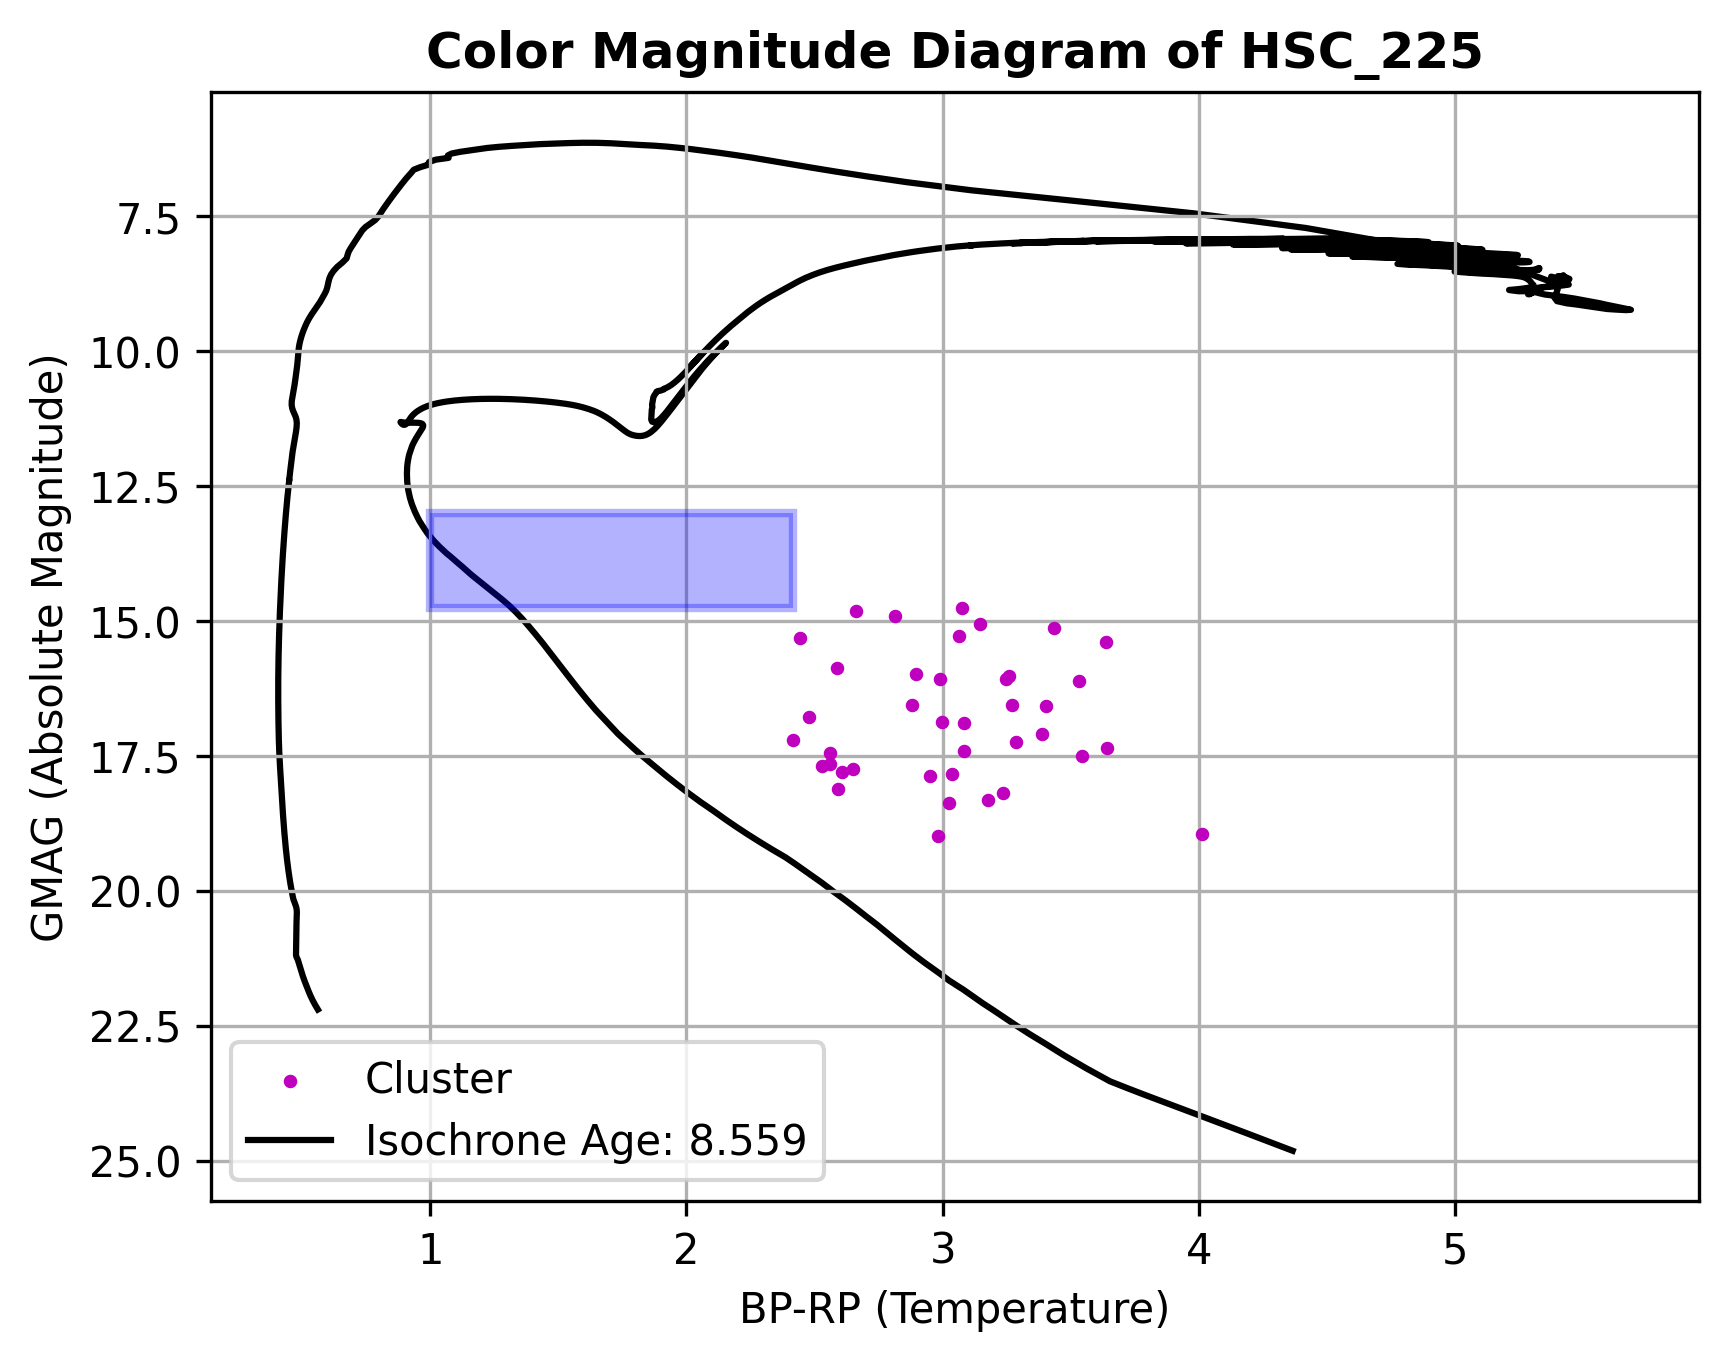 Color Magnitude Diagram of HSC_225
GMAG (Absolute Magnitude)
7.5
10.0
12.5
15.0
17.5
20.0
22.5
25.0
Cluster
Isochrone Age: 8.559
1 2 3 4 5
BP-RP (Temperature)